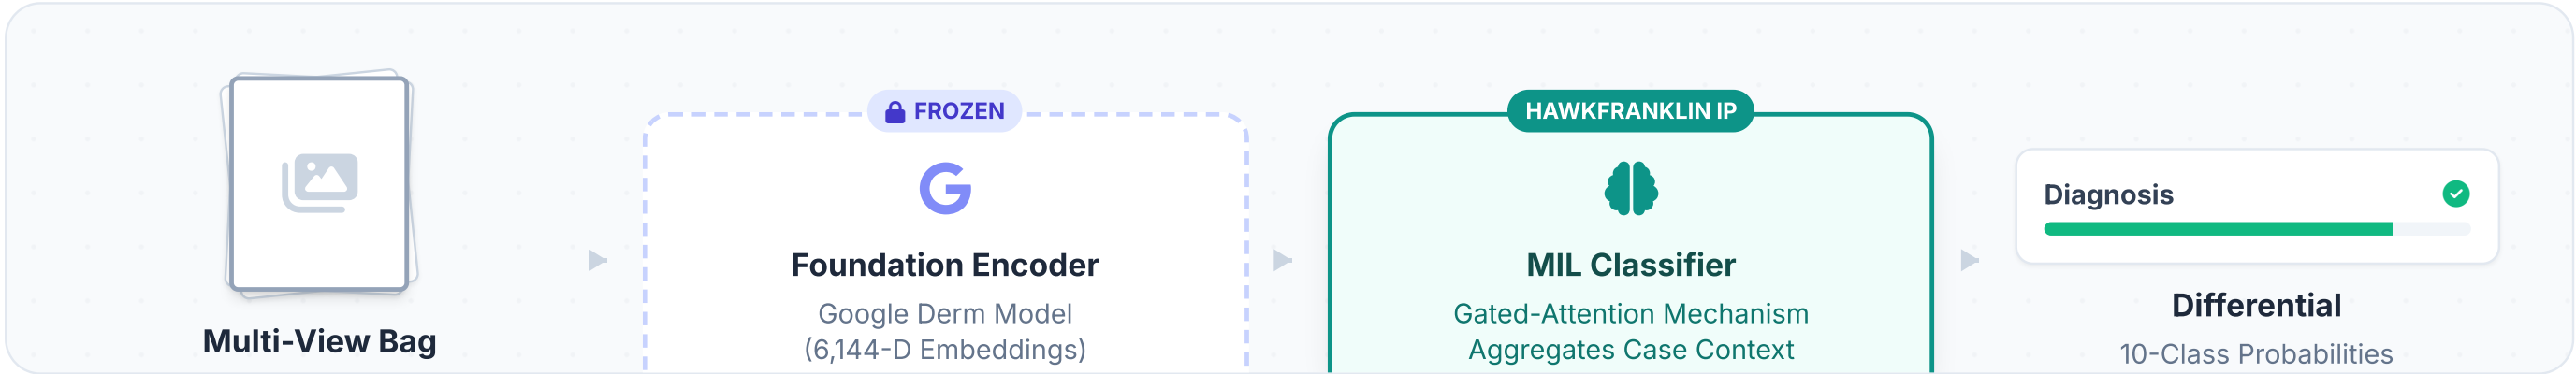 Multi-View Bag
FROZEN
Foundation Encoder
Google Derm Model
(6,144-D Embeddings)
HAWKFRANKLIN IP
MIL Classifier
Gated-Attention Mechanism
Aggregates Case Context
Diagnosis
Differential
10-Class Probabilities